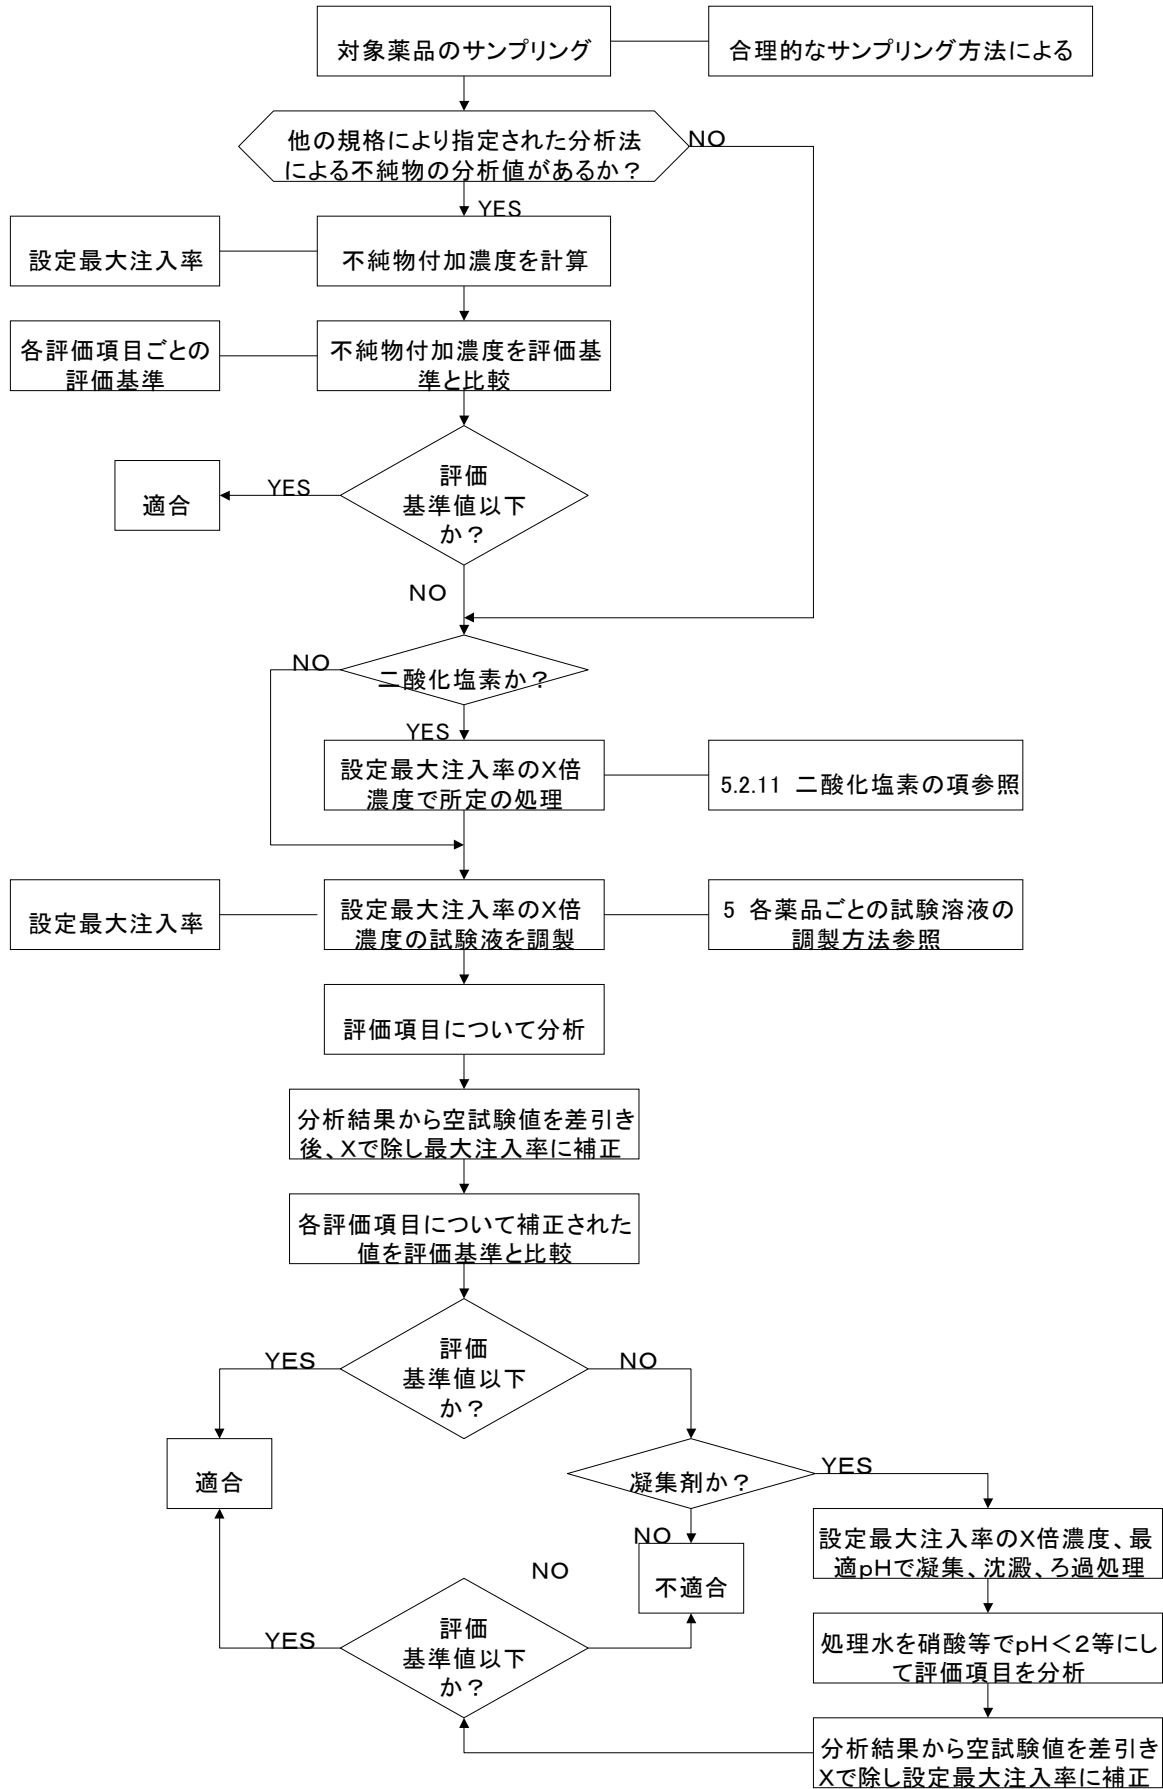 対象薬品のサンプリング
合理的なサンプリング方法による
他の規格により指定された分析法
による不純物の分析値があるか？
NO
YES
設定最大注入率
不純物付加濃度を計算
各評価項目ごとの
評価基準
不純物付加濃度を評価基
準と比較
評価
基準値以下
か？
YES
適合
NO
NO
二酸化塩素か？
YES
設定最大注入率のX倍
濃度で所定の処理
5.2.11 二酸化塩素の項参照
設定最大注入率
設定最大注入率のX倍
濃度の試験液を調製
5 各薬品ごとの試験溶液の
調製方法参照
評価項目について分析
分析結果から空試験値を差引き
後、Xで除し最大注入率に補正
各評価項目について補正された
値を評価基準と比較
評価
基準値以下
か？
YES
NO
適合
凝集剤か？
YES
NO
不適合
設定最大注入率のX倍濃度、最
適pHで凝集、沈澱、ろ過処理
処理水を硝酸等でpH＜2等にし
て評価項目を分析
分析結果から空試験値を差引き
Xで除し設定最大注入率に補正
評価
基準値以下
か？
YES
NO